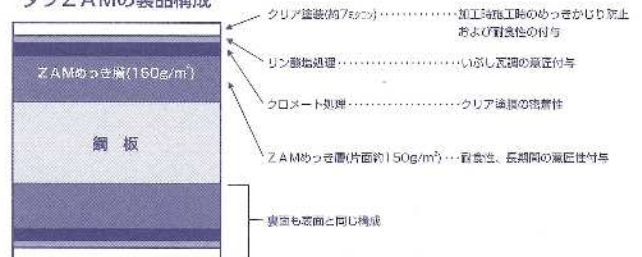 ＺＡＭの製品構成
クリア塗装(約7ミクロン)・・・・・・・・・・・・・・加工時施工時のめっきかじり防止
および耐食性の付与
リン酸塩処理・・・・・・・・・・・・・・・・・・いぶし瓦調の意匠付与
クロメート処理・・・・・・・・・・・・・・・・クリア塗膜の密着性
ＺＡＭめっき層(片面約150g/m²)・・・耐食性、長期間の意匠性付与
裏面も表面と同じ構成
ＺＡＭめっき層(150g/m²)
鋼 板